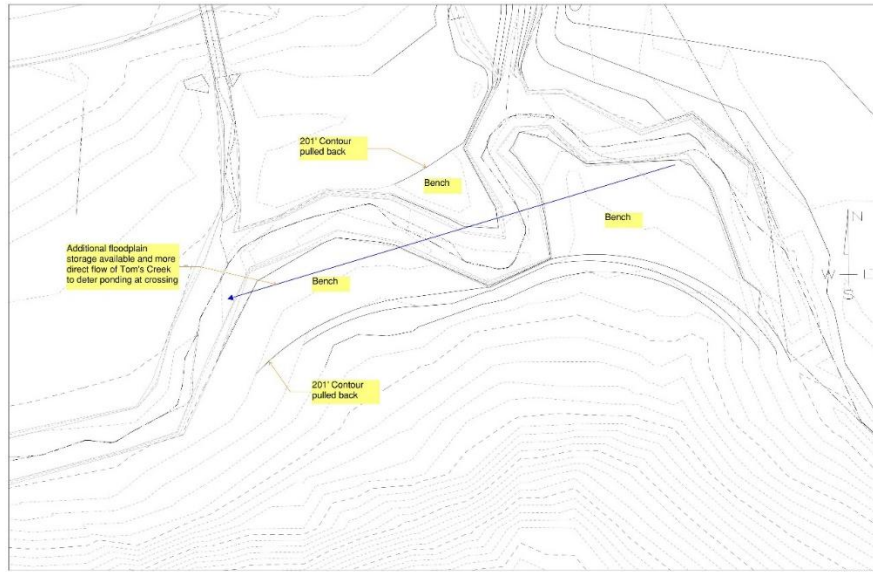 201' Contour
pulled back
Bench
Bench
N
Additional floodplain
storage available and more
direct flow of Tom's Creek
to deter ponding at crossing
W
S
Bench
201' Contour
pulled back